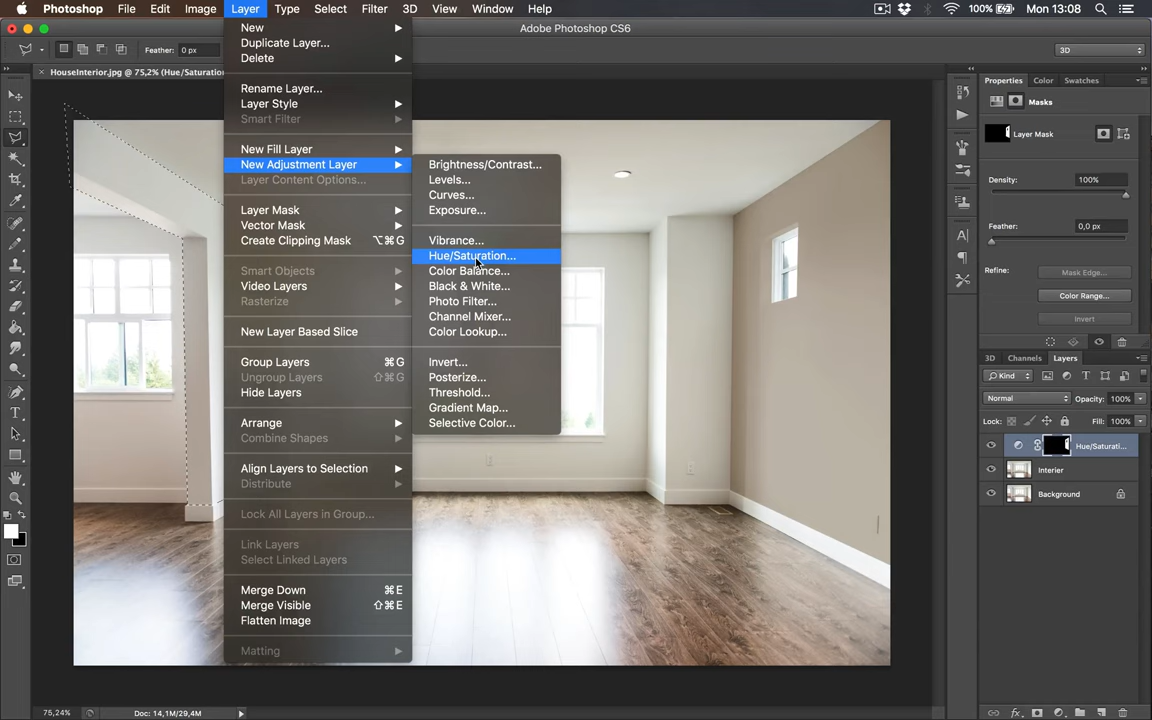 Photoshop File Edit Image Layer Type Select Filter 3D View Window Help 100% Mon 13:08
Adobe Photoshop CS6
Feather: 0 px
3D
× HouseInterior.jpg @ 75,2% (Hue/Saturation
New
Duplicate Layer...
Delete
Rename Layer...
Layer Style
Smart Filter
New Fill Layer
New Adjustment Layer
Layer Content Options...
Layer Mask
Vector Mask
Create Clipping Mask ⌥⌘G
Smart Objects
Video Layers
Rasterize
New Layer Based Slice
Group Layers ⌘G
Ungroup Layers ⇧⌘G
Hide Layers
Arrange
Combine Shapes
Align Layers to Selection
Distribute
Lock All Layers in Group...
Link Layers
Select Linked Layers
Merge Down ⌘E
Merge Visible ⇧⌘E
Flatten Image
Matting
Brightness/Contrast...
Levels...
Curves...
Exposure...
Vibrance...
Hue/Saturation...
Color Balance...
Black & White...
Photo Filter...
Channel Mixer...
Color Lookup...
Invert...
Posterize...
Threshold...
Gradient Map...
Selective Color...
Properties Color Swatches
Masks
Layer Mask
Density: 100%
Feather: 0,0 px
Refine: Mask Edge...
Color Range...
Invert
3D Channels Layers
Kind
Normal Opacity: 100%
Lock: Fill: 100%
Hue/Saturati...
Interier
Background
75,24% Doc: 14,1M/29,4M